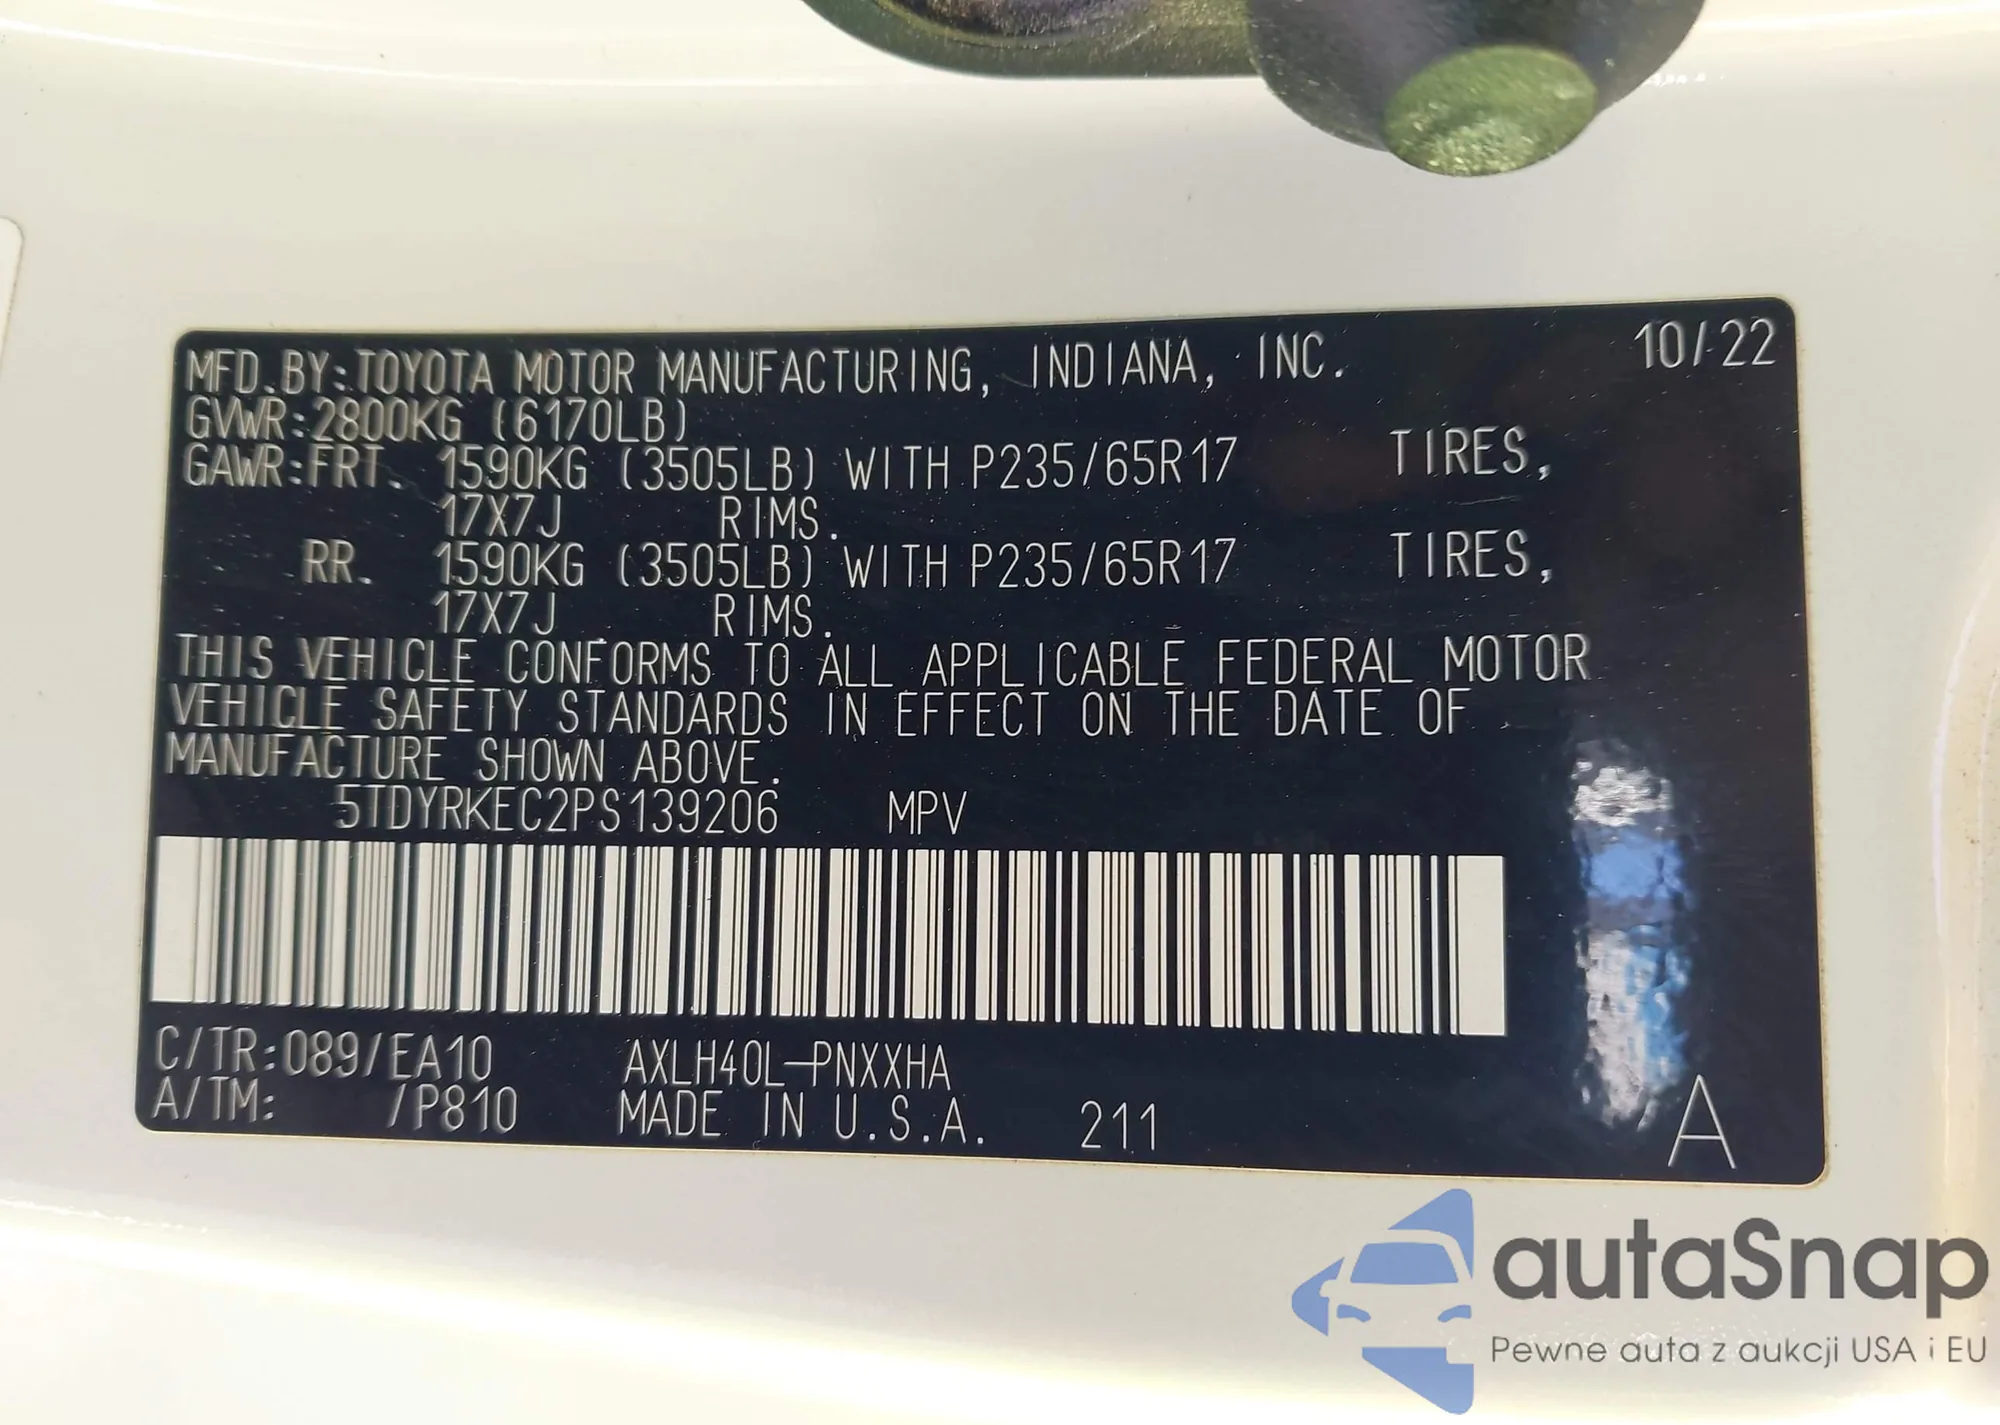 MFD.BY:TOYOTA MOTOR MANUFACTURING, INDIANA, INC. 10/22
GVWR:2800KG (6170LB)
GAWR:FRT. 1590KG (3505LB) WITH P235/65R17 TIRES,
17X7J RIMS.
RR. 1590KG (3505LB) WITH P235/65R17 TIRES,
17X7J RIMS.
THIS VEHICLE CONFORMS TO ALL APPLICABLE FEDERAL MOTOR
VEHICLE SAFETY STANDARDS IN EFFECT ON THE DATE OF
MANUFACTURE SHOWN ABOVE.
5TDYRKEC2PS139206 MPV
C/TR:089/EA10 AXLH40L-PNXXHA
A/TM: /P810 MADE IN U.S.A. 211 A
autaSnap
Pewne auta z aukcji USA i EU